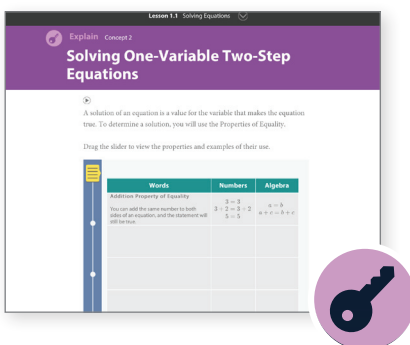 Lesson 1.1 Solving Equations
Explain Concept 2
Solving One-Variable Two-Step
Equations
A solution of an equation is a value for the variable that makes the equation
true. To determine a solution, you will use the Properties of Equality.
Drag the slider to view the properties and examples of their use.
Words Numbers Algebra
Addition Property of Equality
You can add the same number to both
sides of an equation, and the statement will
still be true.
3 = 3
3 + 2 = 3 + 2
5 = 5
a = b
a + c = b + c